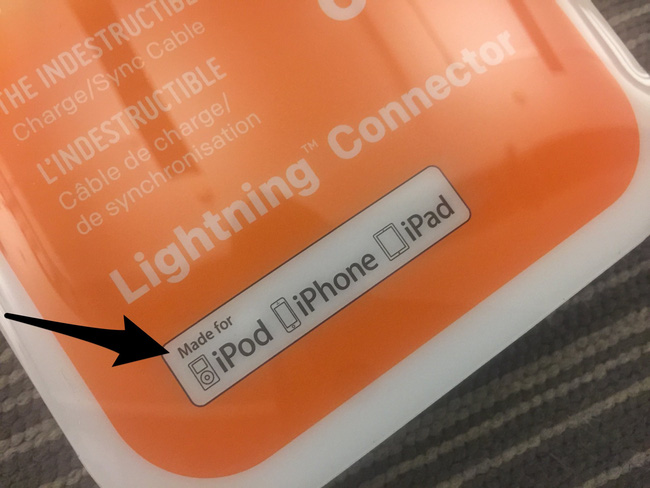 THE INDESTRUCTIBLE
Charge/Sync Cable
L'INDESTRUCTIBLE
Câble de charge/
de synchronisation
Lightning™ Connector
Made for
iPod iPhone iPad